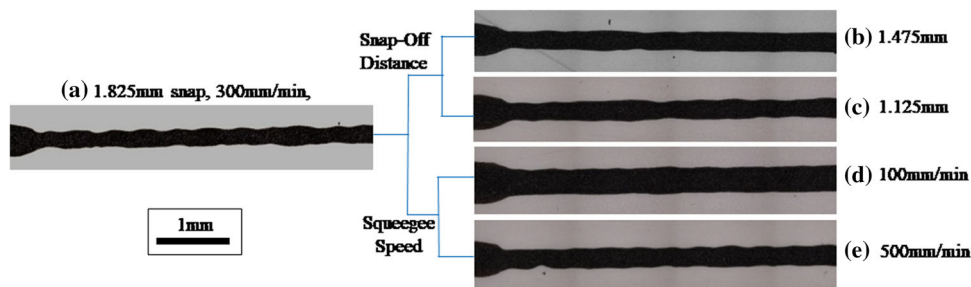 (a) 1.825mm snap, 300mm/min,
1mm
Snap-Off
Distance
Squeegee
Speed
(b) 1.475mm
(c) 1.125mm
(d) 100mm/min
(e) 500mm/min